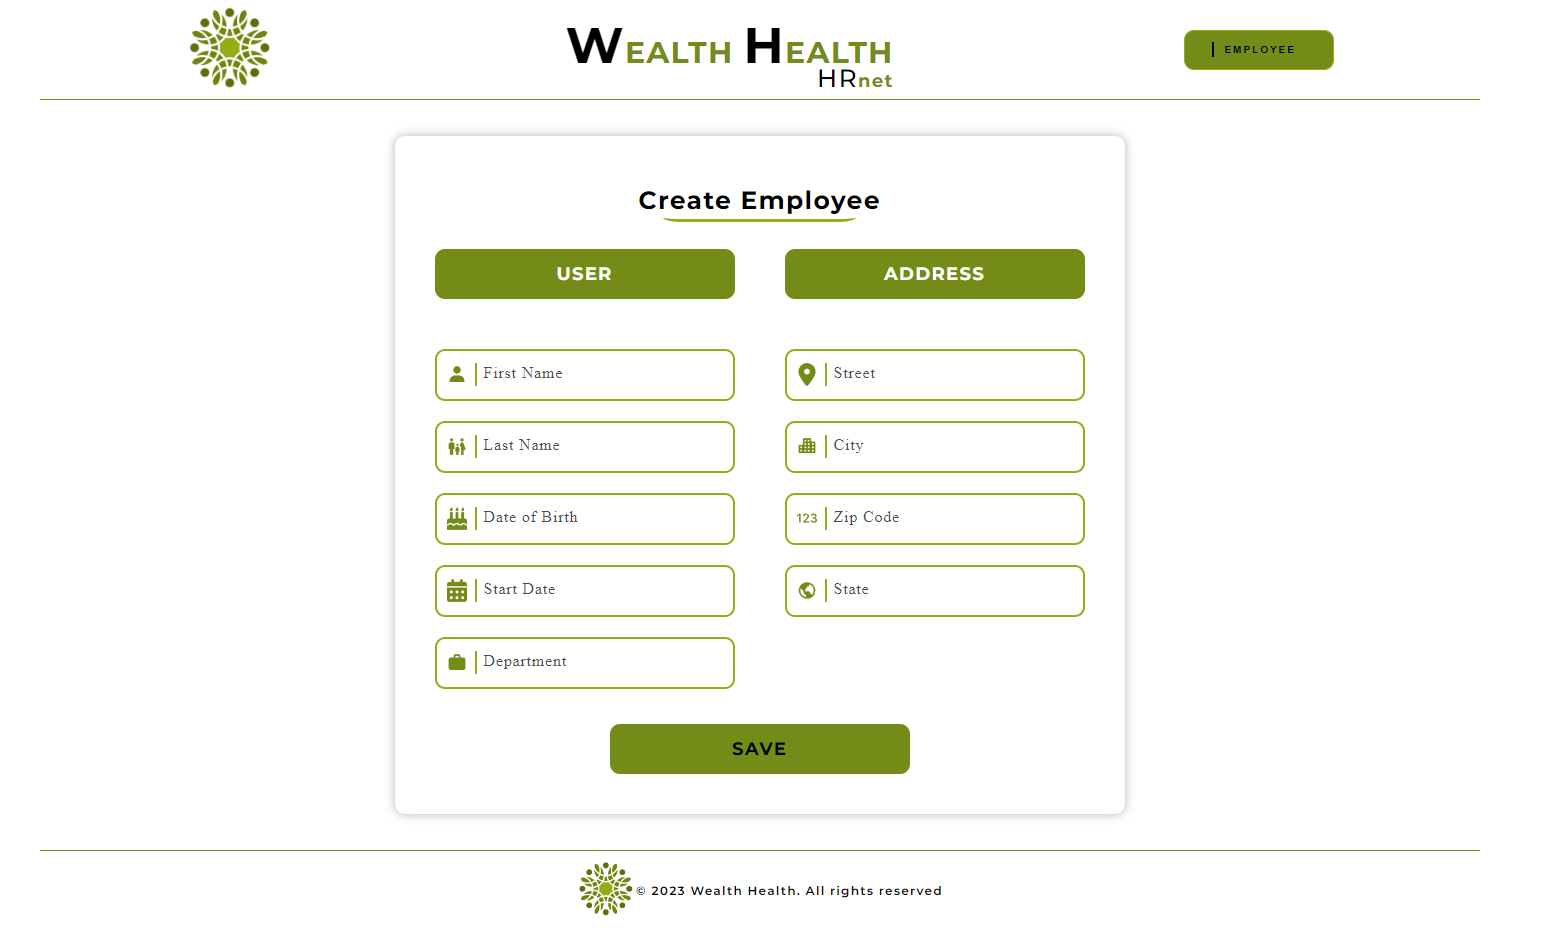 Wealth Health
HRnet
EMPLOYEE
Create Employee
USER
ADDRESS
First Name
Street
Last Name
City
Date of Birth
123 Zip Code
Start Date
State
Department
SAVE
© 2023 Wealth Health. All rights reserved